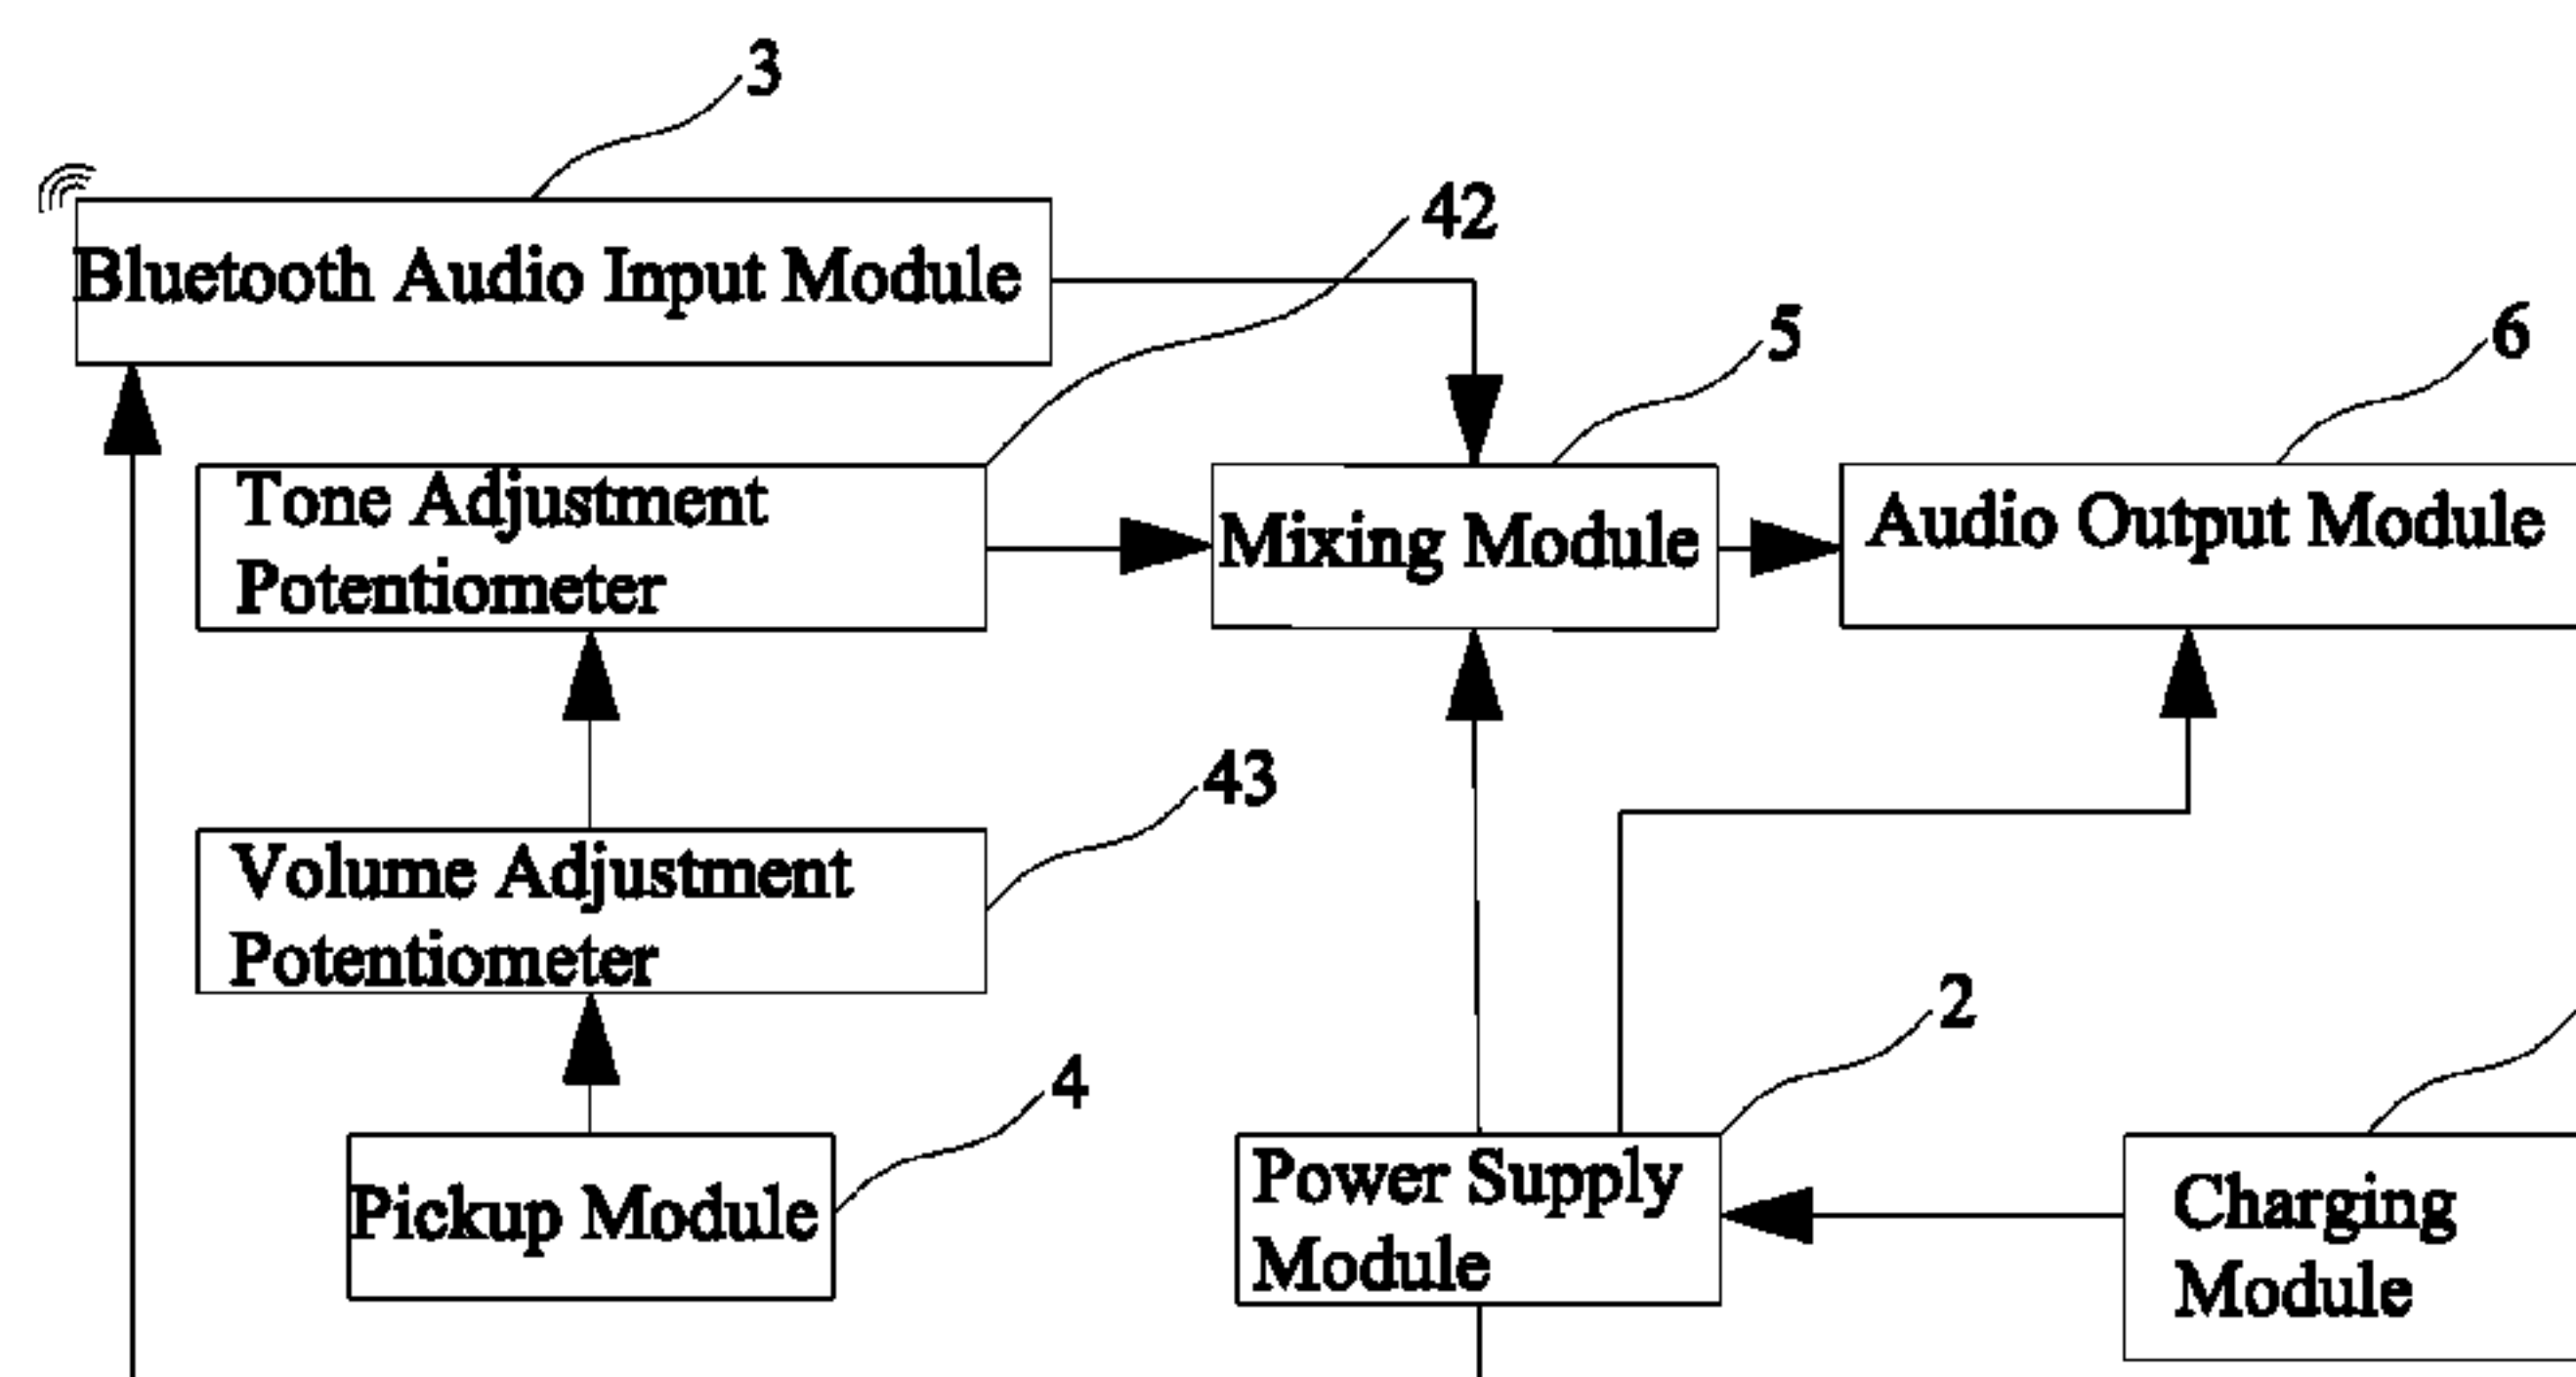 3
42
Bluetooth Audio Input Module
5
6
Tone Adjustment
Potentiometer
Mixing Module
Audio Output Module
43
Volume Adjustment
Potentiometer
2
4
Pickup Module
Power Supply
Module
Charging
Module